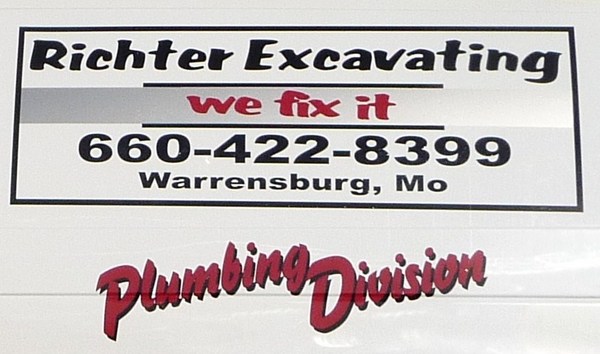 Richter Excavating
we fix it
660-422-8399
Warrensburg, Mo
Plumbing Division